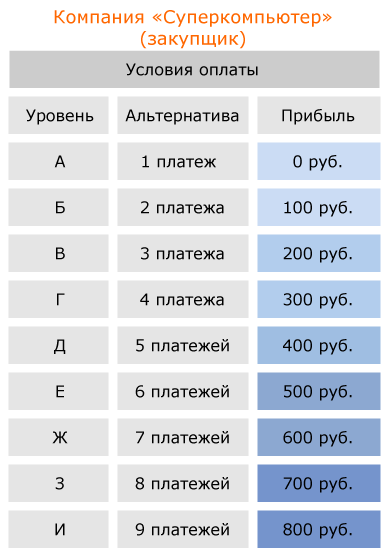 Компания «Суперкомпьютер»
(закупщик)
Условия оплаты
Уровень Альтернатива Прибыль
А 1 платеж 0 руб.
Б 2 платежа 100 руб.
В 3 платежа 200 руб.
Г 4 платежа 300 руб.
Д 5 платежей 400 руб.
Е 6 платежей 500 руб.
Ж 7 платежей 600 руб.
З 8 платежей 700 руб.
И 9 платежей 800 руб.